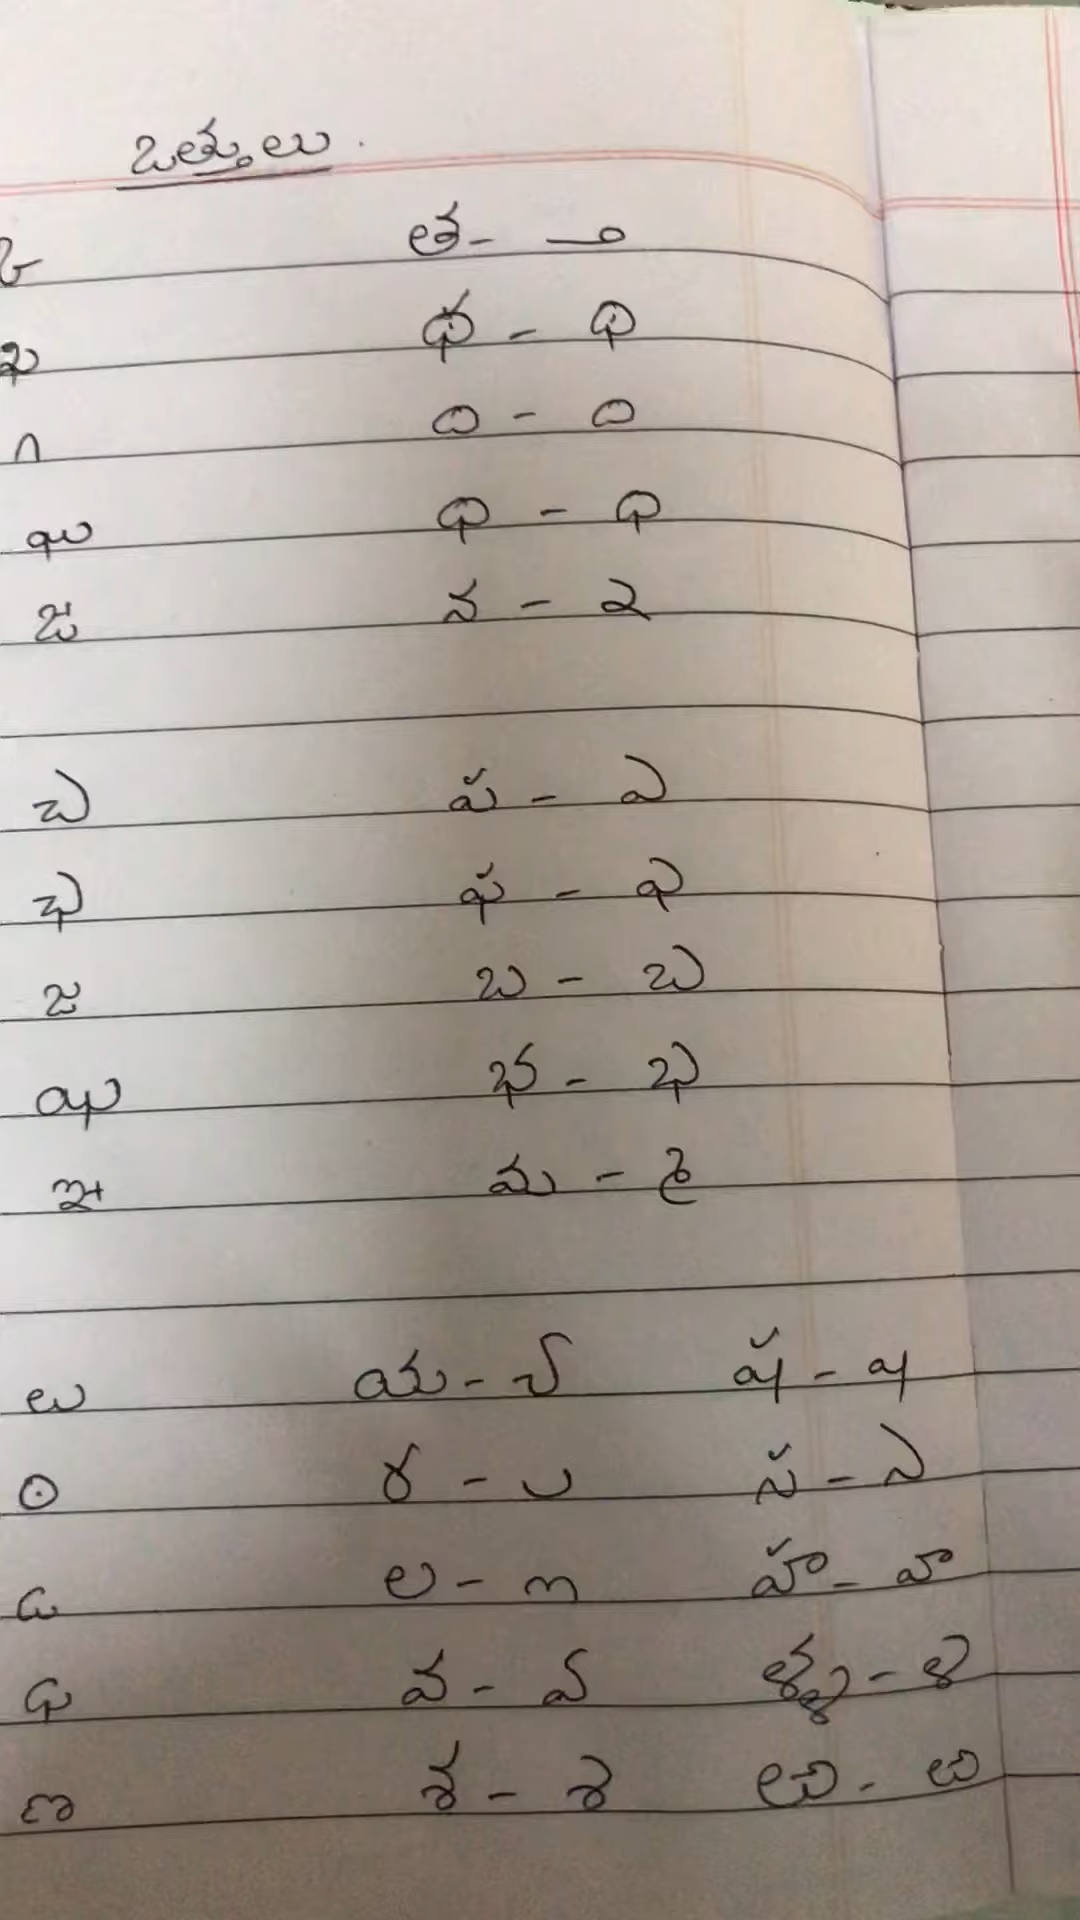 ఒత్తులు
క త - ్త
ఖ థ - ్థ
గ ద - ్ద
ఘ ధ - ్ధ
జ న - ్న
చ ప - ్ప
ఛ ఫ - ్ఫ
జ బ - ్బ
ఝ భ - ్భ
ఞ మ - ్మ
ట య - ్య ష - ్ష
ఠ ర - ్ర స - ్స
డ ల - ్ల హ - ్హ
ఢ వ - ్వ ళ్ళ - ్ళ
ణ శ - ్శ ఱ - ్ఱ